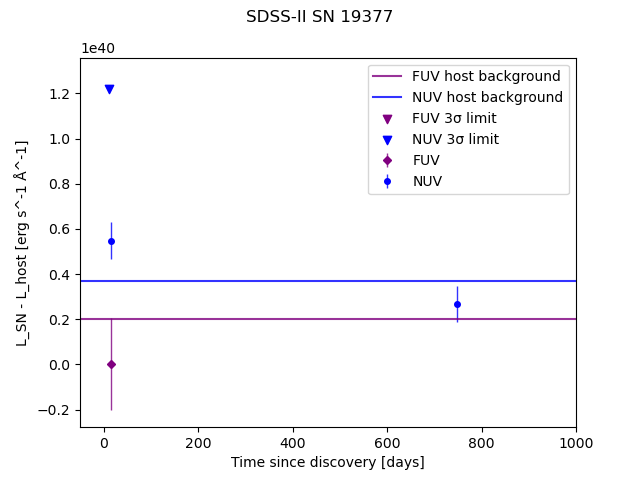 SDSS-II SN 19377
1e40
FUV host background
NUV host background
FUV 3σ limit
NUV 3σ limit
FUV
NUV
L_SN - L_host [erg s^-1 Å^-1]
1.2
1.0
0.8
0.6
0.4
0.2
0.0
−0.2
0
200
400
600
800
1000
Time since discovery [days]